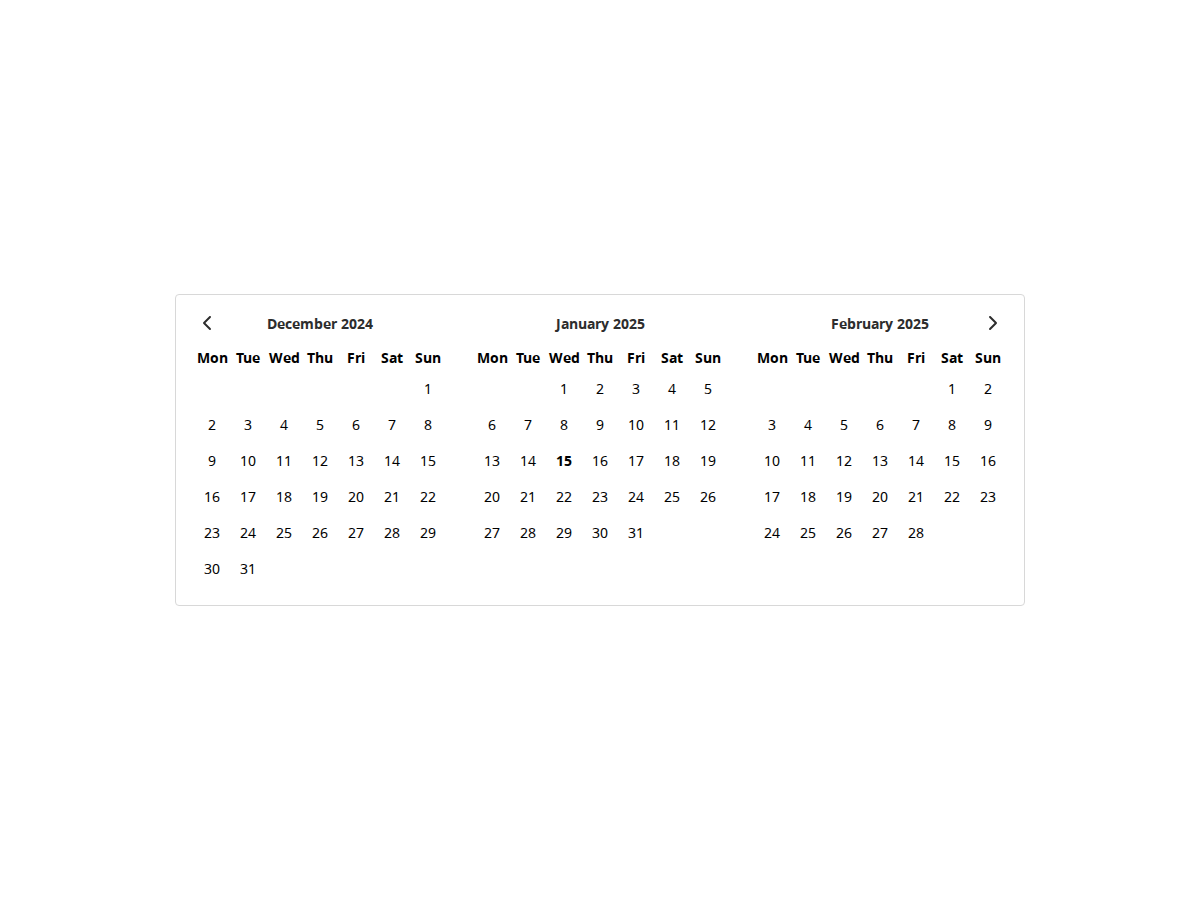 December 2024
Mon Tue Wed Thu Fri Sat Sun
1
2 3 4 5 6 7 8
9 10 11 12 13 14 15
16 17 18 19 20 21 22
23 24 25 26 27 28 29
30 31
January 2025
Mon Tue Wed Thu Fri Sat Sun
1 2 3 4 5
6 7 8 9 10 11 12
13 14 15 16 17 18 19
20 21 22 23 24 25 26
27 28 29 30 31
February 2025
Mon Tue Wed Thu Fri Sat Sun
1 2
3 4 5 6 7 8 9
10 11 12 13 14 15 16
17 18 19 20 21 22 23
24 25 26 27 28